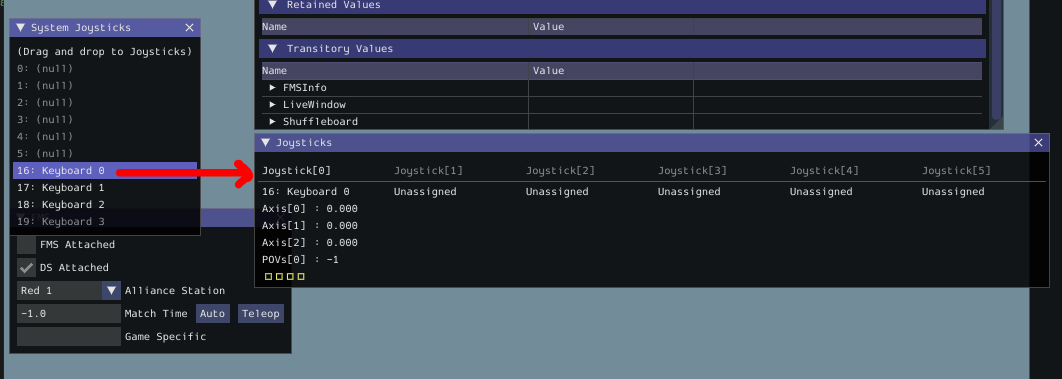 System Joysticks
(Drag and drop to Joysticks)
0: (null)
1: (null)
2: (null)
3: (null)
4: (null)
5: (null)
16: Keyboard 0
17: Keyboard 1
18: Keyboard 2
19: Keyboard 3
FMS Attached
DS Attached
Red 1 Alliance Station
-1.0 Match Time Auto Teleop
Game Specific
Retained Values
Name Value
Transitory Values
Name Value
FMSInfo
LiveWindow
Shuffleboard
Joysticks
Joystick[0] Joystick[1] Joystick[2] Joystick[3] Joystick[4] Joystick[5]
16: Keyboard 0 Unassigned Unassigned Unassigned Unassigned Unassigned
Axis[0] : 0.000
Axis[1] : 0.000
Axis[2] : 0.000
POVs[0] : -1